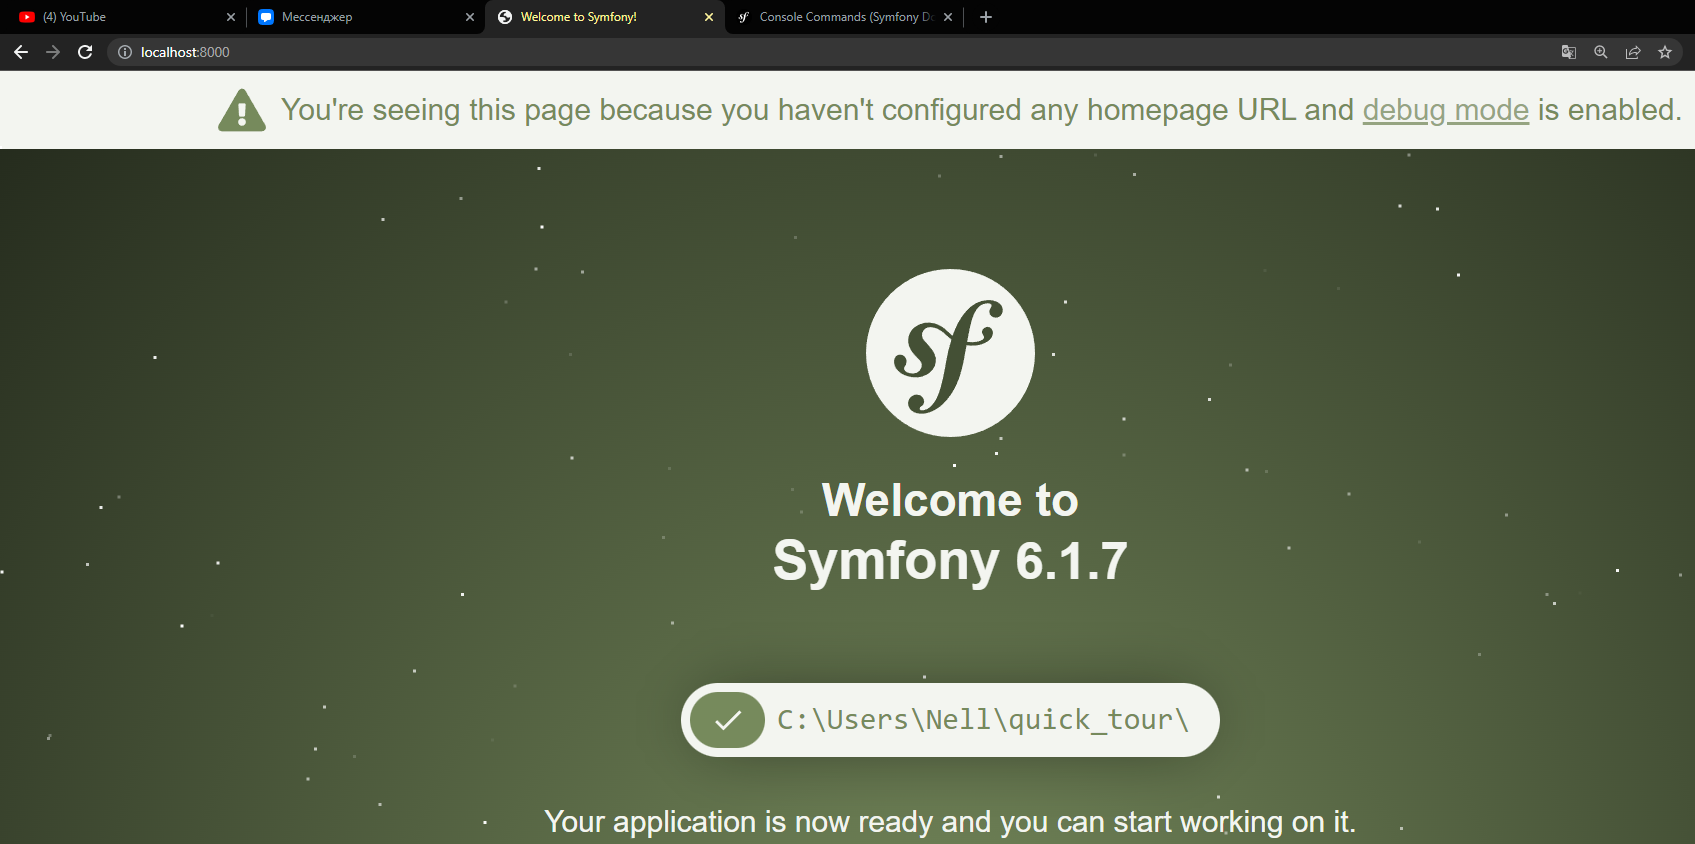 (4) YouTube
Мессенджер
Welcome to Symfony!
Console Commands (Symfony Do
localhost:8000
You're seeing this page because you haven't configured any homepage URL and debug mode is enabled.
sf
Welcome to
Symfony 6.1.7
C:\Users\Nell\quick_tour\
Your application is now ready and you can start working on it.